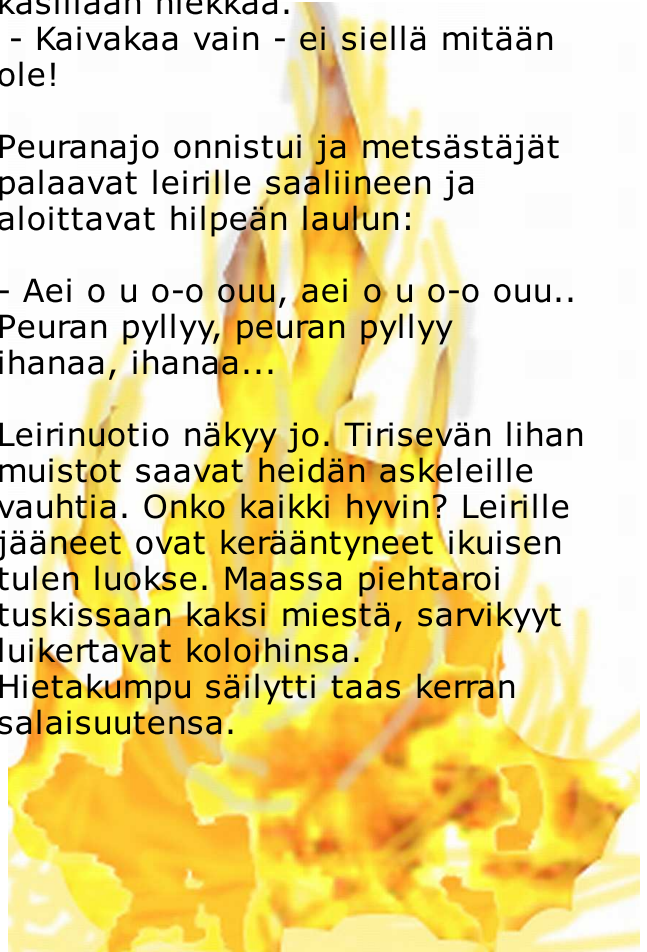 käsillään hiekkaa.
- Kaivakaa vain - ei siellä mitään
ole!

Peuranajo onnistui ja metsästäjät
palaavat leirille saaliineen ja
aloittavat hilpeän laulun:

- Aei o u o-o ouu, aei o u o-o ouu..
Peuran pyllyy, peuran pyllyy
ihanaa, ihanaa...

Leirinuotio näkyy jo. Tirisevän lihan
muistot saavat heidän askeleille
vauhtia. Onko kaikki hyvin? Leirille
jääneet ovat kerääntyneet ikuisen
tulen luokse. Maassa piehtaroi
tuskissaan kaksi miestä, sarvikyyt
luikertavat koloihinsa.
Hietakumpu säilytti taas kerran
salaisuutensa.